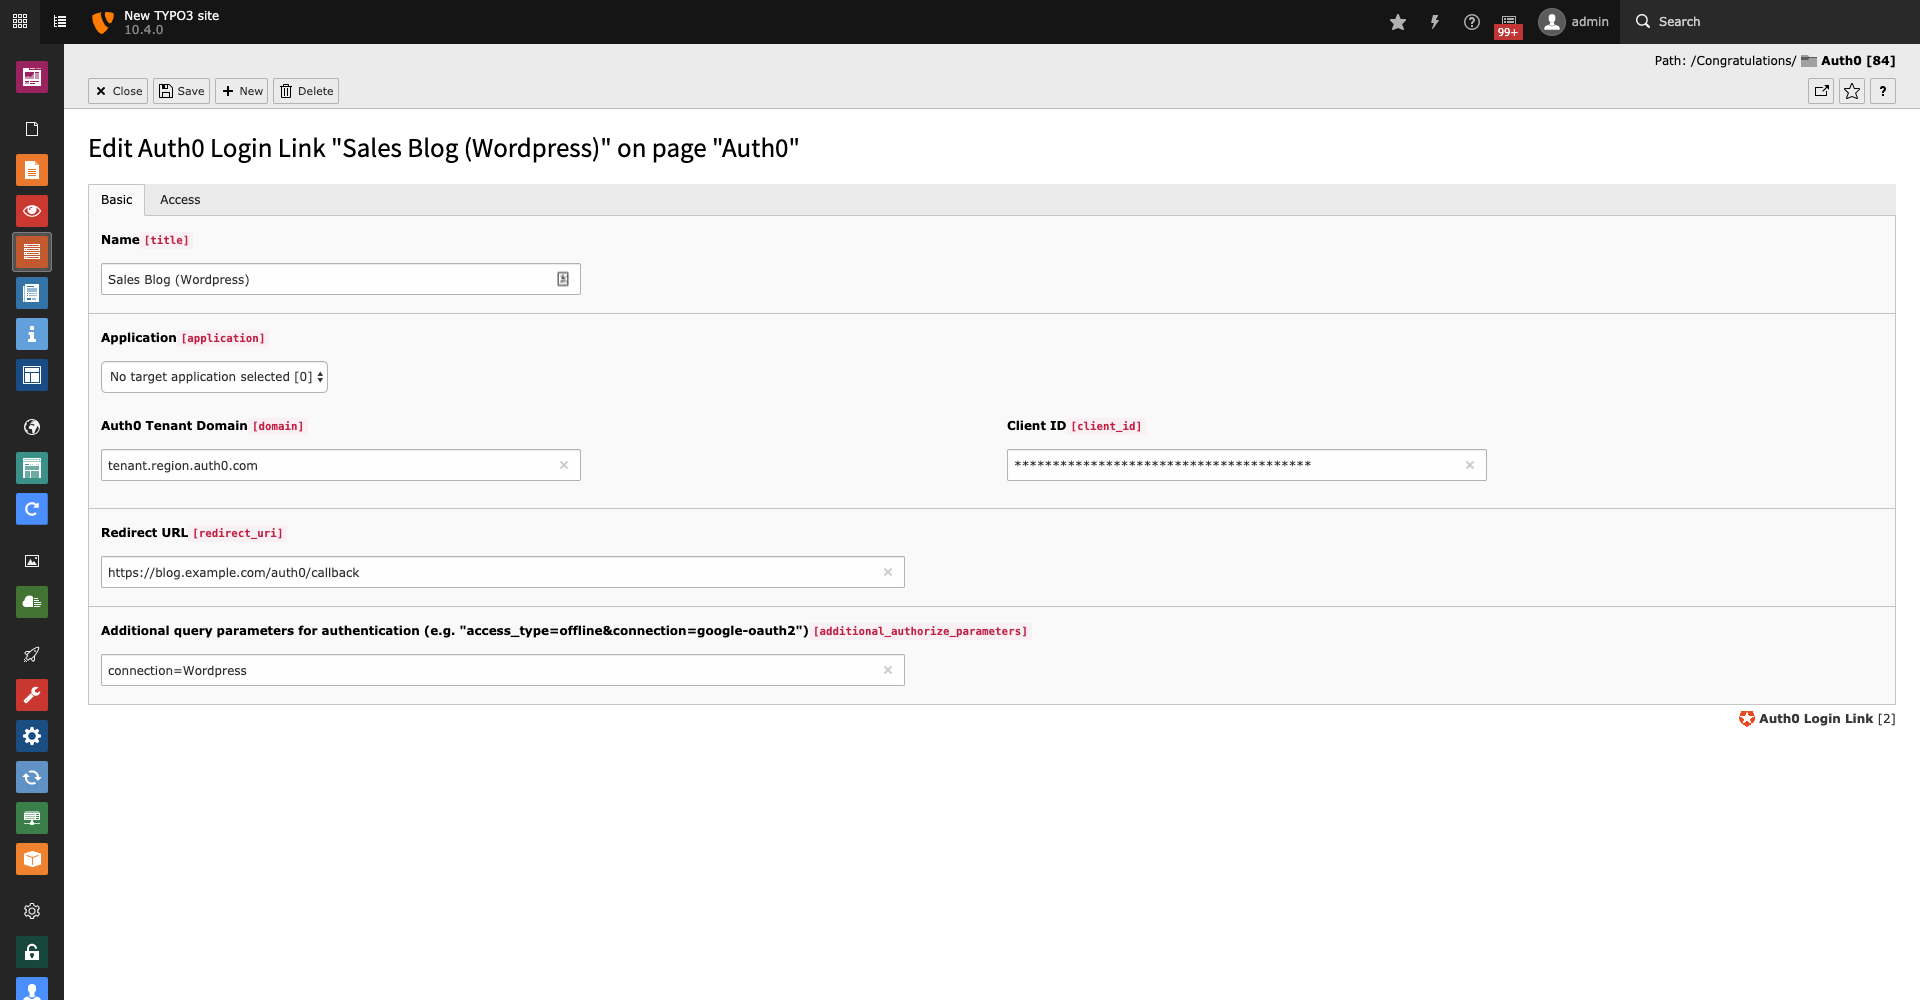 New TYPO3 site
10.4.0
99+
admin
Search
Path: /Congratulations/ Auth0 [84]
Close Save New Delete
?
Edit Auth0 Login Link "Sales Blog (Wordpress)" on page "Auth0"
Basic Access
Name [title]
Sales Blog (Wordpress)
Application [application]
No target application selected [0]
Auth0 Tenant Domain [domain]
Client ID [client_id]
tenant.region.auth0.com
***************************************
Redirect URL [redirect_uri]
https://blog.example.com/auth0/callback
Additional query parameters for authentication (e.g. "access_type=offline&connection=google-oauth2") [additional_authorize_parameters]
connection=Wordpress
Auth0 Login Link [2]